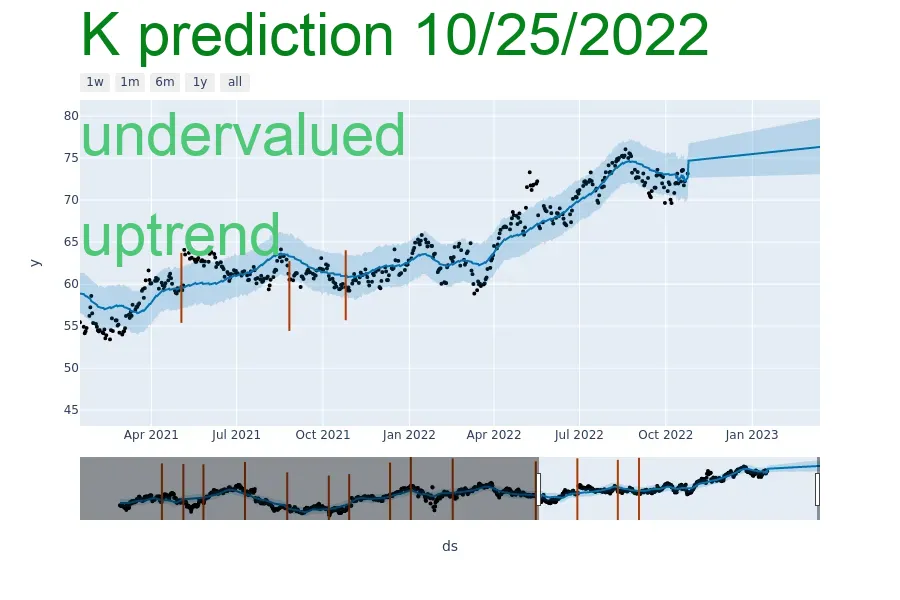 K prediction 10/25/2022
1w 1m 6m 1y all
80
undervalued
75
70
uptrend
65
y
60
55
50
45
Apr 2021 Jul 2021 Oct 2021 Jan 2022 Apr 2022 Jul 2022 Oct 2022 Jan 2023
ds